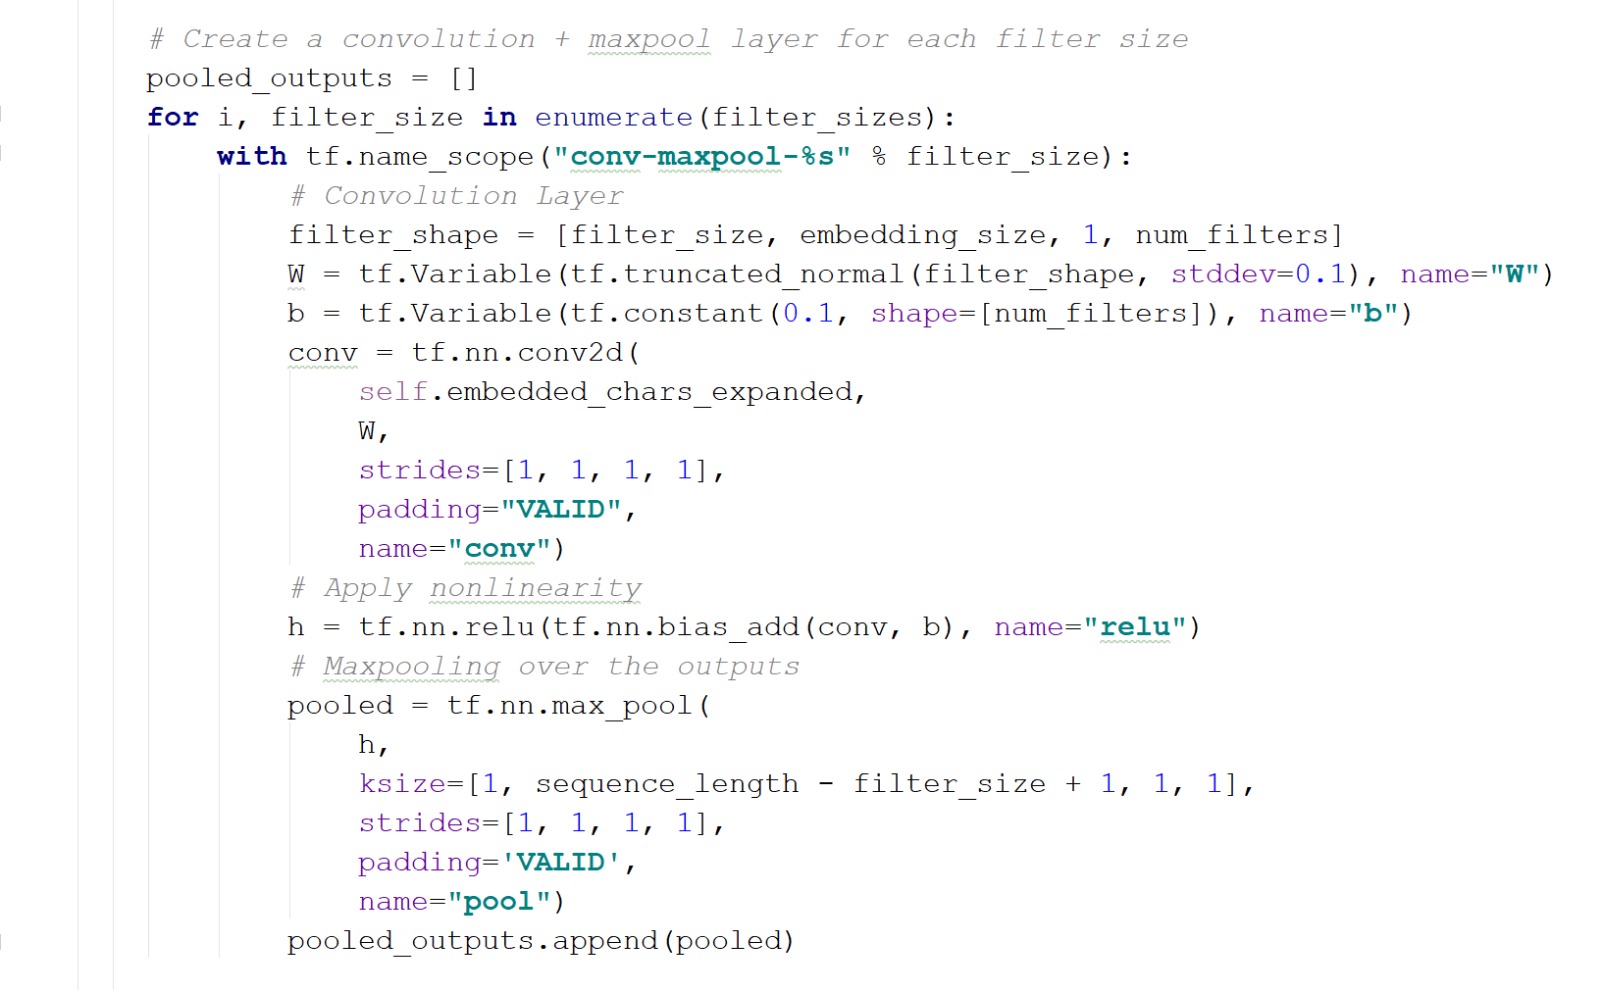 # Create a convolution + maxpool layer for each filter size
pooled_outputs = []
for i, filter_size in enumerate(filter_sizes):
    with tf.name_scope("conv-maxpool-%s" % filter_size):
        # Convolution Layer
        filter_shape = [filter_size, embedding_size, 1, num_filters]
        W = tf.Variable(tf.truncated_normal(filter_shape, stddev=0.1), name="W")
        b = tf.Variable(tf.constant(0.1, shape=[num_filters]), name="b")
        conv = tf.nn.conv2d(
            self.embedded_chars_expanded,
            W,
            strides=[1, 1, 1, 1],
            padding="VALID",
            name="conv")
        # Apply nonlinearity
        h = tf.nn.relu(tf.nn.bias_add(conv, b), name="relu")
        # Maxpooling over the outputs
        pooled = tf.nn.max_pool(
            h,
            ksize=[1, sequence_length - filter_size + 1, 1, 1],
            strides=[1, 1, 1, 1],
            padding='VALID',
            name="pool")
        pooled_outputs.append(pooled)